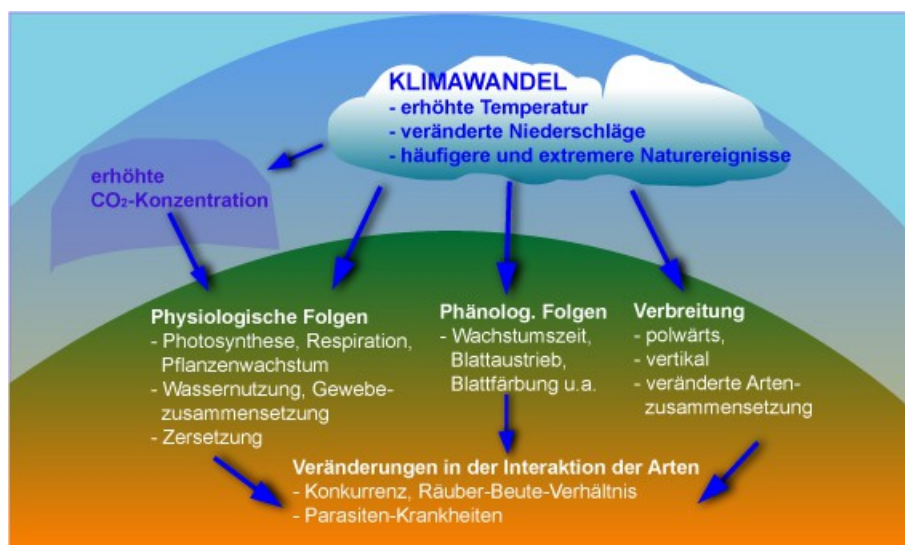 KLIMAWANDEL
- erhöhte Temperatur
- veränderte Niederschläge
- häufigere und extremere Naturereignisse
erhöhte
CO₂-Konzentration
Physiologische Folgen
- Photosynthese, Respiration,
Pflanzenwachstum
- Wassernutzung, Gewebe-
zusammensetzung
- Zersetzung
Phänolog. Folgen
- Wachstumszeit,
Blattaustrieb,
Blattfärbung u.a.
Verbreitung
- polwärts,
- vertikal
- veränderte Arten-
zusammensetzung
Veränderungen in der Interaktion der Arten
- Konkurrenz, Räuber-Beute-Verhältnis
- Parasiten-Krankheiten